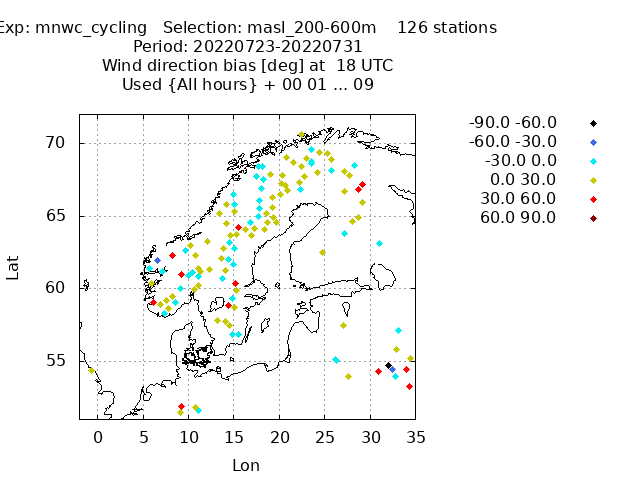 Exp: mnwc_cycling   Selection: masl_200-600m    126 stations
Period: 20220723-20220731
Wind direction bias [deg] at  18 UTC
Used {All hours} + 00 01 ... 09
-90.0 -60.0
-60.0 -30.0
-30.0 0.0
0.0 30.0
30.0 60.0
60.0 90.0
70
65
60
55
Lat
0 5 10 15 20 25 30 35
Lon